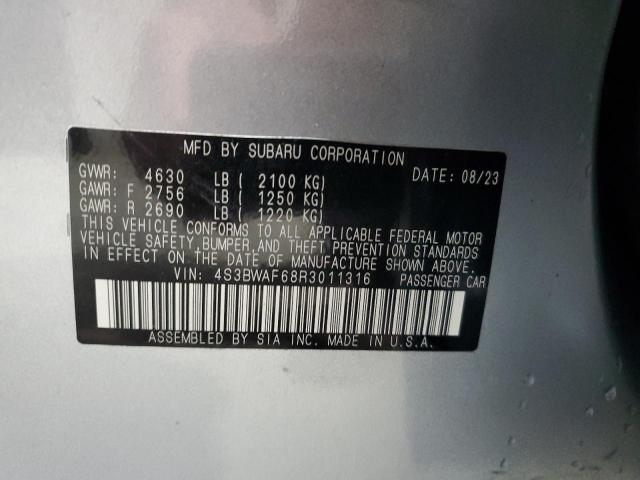 MFD BY SUBARU CORPORATION
GVWR: 4630 LB ( 2100 KG) DATE: 08/23
GAWR: F 2756 LB ( 1250 KG)
GAWR: R 2690 LB ( 1220 KG)
THIS VEHICLE CONFORMS TO ALL APPLICABLE FEDERAL MOTOR
VEHICLE SAFETY, BUMPER, AND THEFT PREVENTION STANDARDS
IN EFFECT ON THE DATE OF MANUFACTURE SHOWN ABOVE.
VIN: 4S3BWAF68R3011316 PASSENGER CAR
ASSEMBLED BY SIA INC. MADE IN U.S.A.